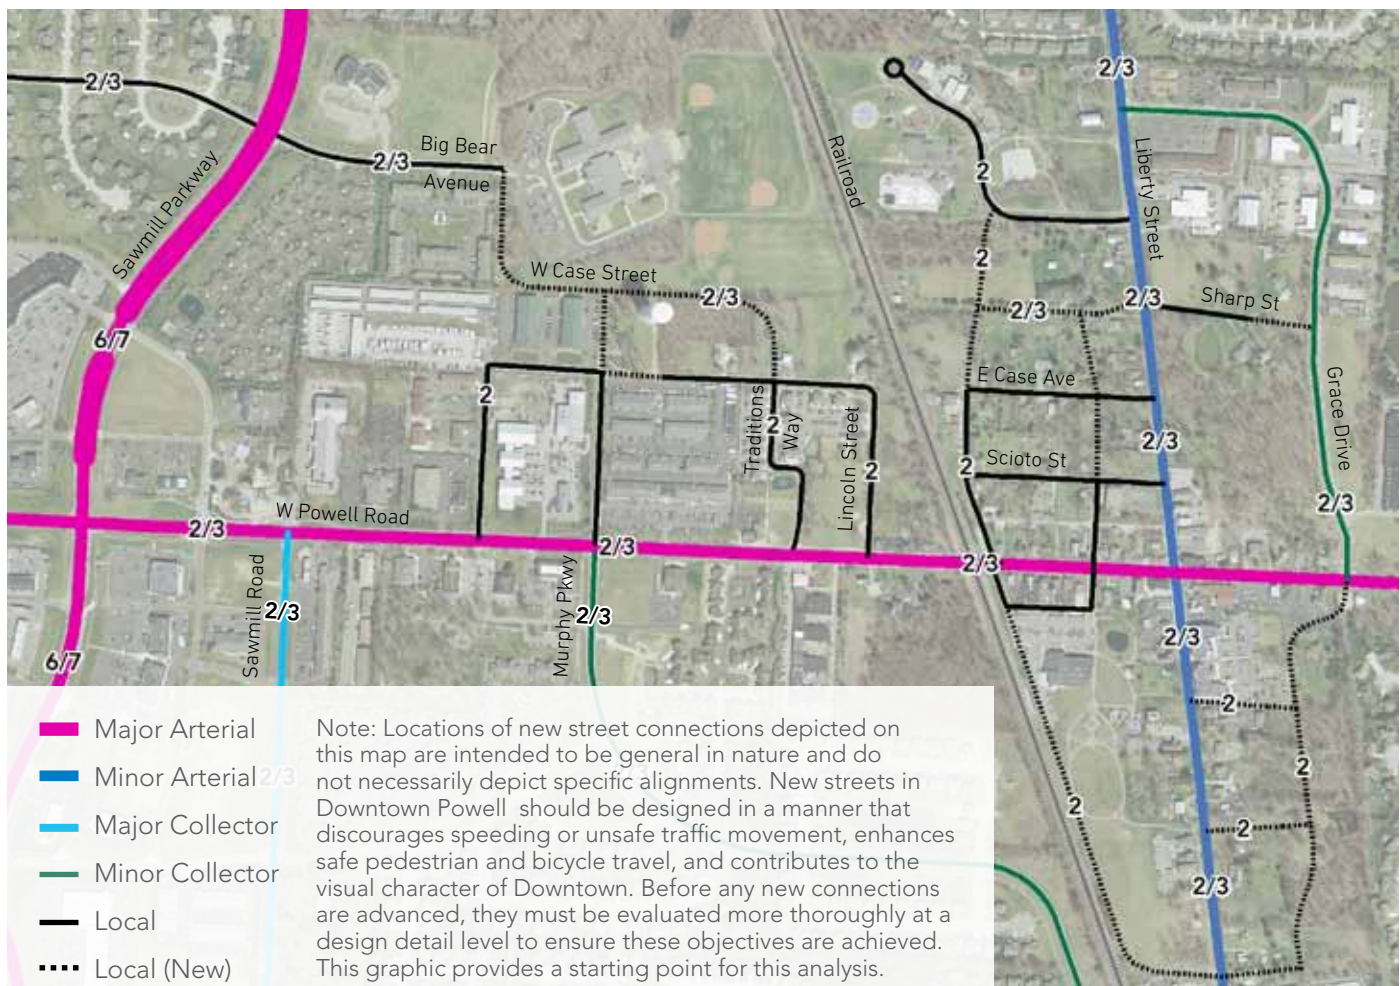 2/3
2/3
Big Bear
2/3
Avenue
Railroad
2
Liberty Street
Sawmill Parkway
2
W Case Street
2/3
2/3
2/3
Sharp St
6/7
2
E Case Ave
Grace Drive
Traditions
Way
2
Lincoln Street
2
2/3
Scioto St
2
2/3
W Powell Road
2/3
2/3
2/3
Sawmill Road
2/3
Murphy Pkwy
2/3
2/3
6/7
2
2
2
2
2/3
2/3
Major Arterial
Minor Arterial
Major Collector
Minor Collector
Local
Local (New)
Note: Locations of new street connections depicted on
this map are intended to be general in nature and do
not necessarily depict specific alignments. New streets in
Downtown Powell should be designed in a manner that
discourages speeding or unsafe traffic movement, enhances
safe pedestrian and bicycle travel, and contributes to the
visual character of Downtown. Before any new connections
are advanced, they must be evaluated more thoroughly at a
design detail level to ensure these objectives are achieved.
This graphic provides a starting point for this analysis.